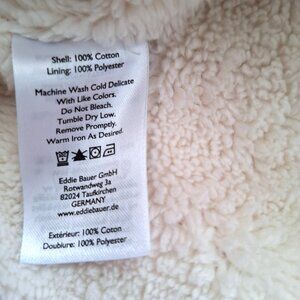 Shell: 100% Cotton
Lining: 100% Polyester
Machine Wash Cold Delicate
With Like Colors.
Do Not Bleach.
Tumble Dry Low.
Remove Promptly.
Warm Iron As Desired.
Eddie Bauer GmbH
Rotwandweg 3a
82024 Taufkirchen
GERMANY
www.eddiebauer.de
Extérieur: 100% Coton
Doublure: 100% Polyester